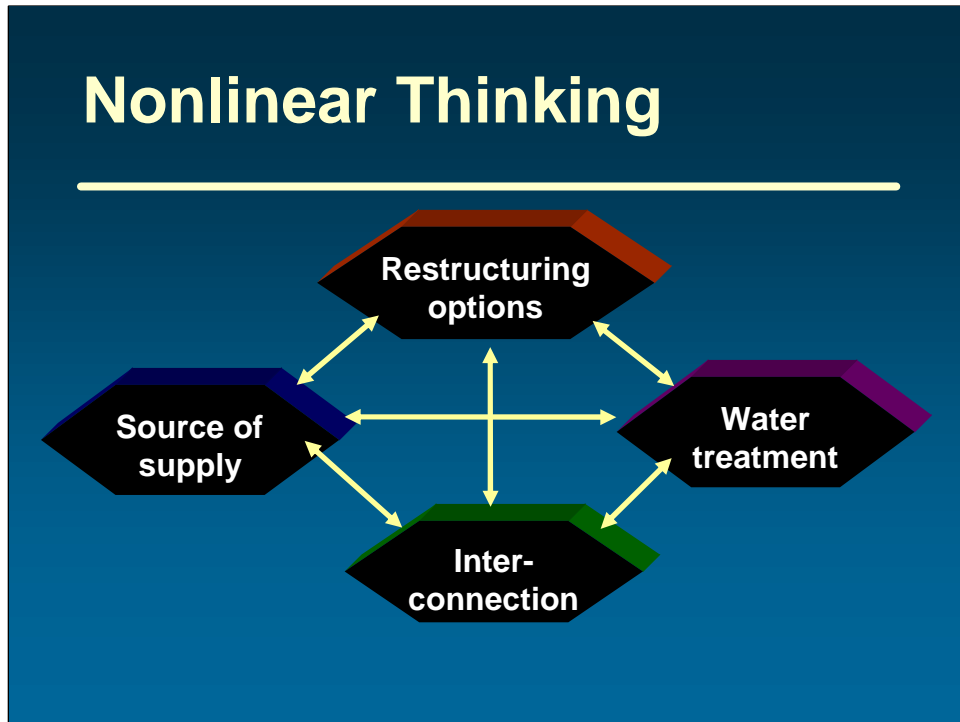 Nonlinear Thinking
Restructuring
options
Source of
supply
Water
treatment
Inter-
connection